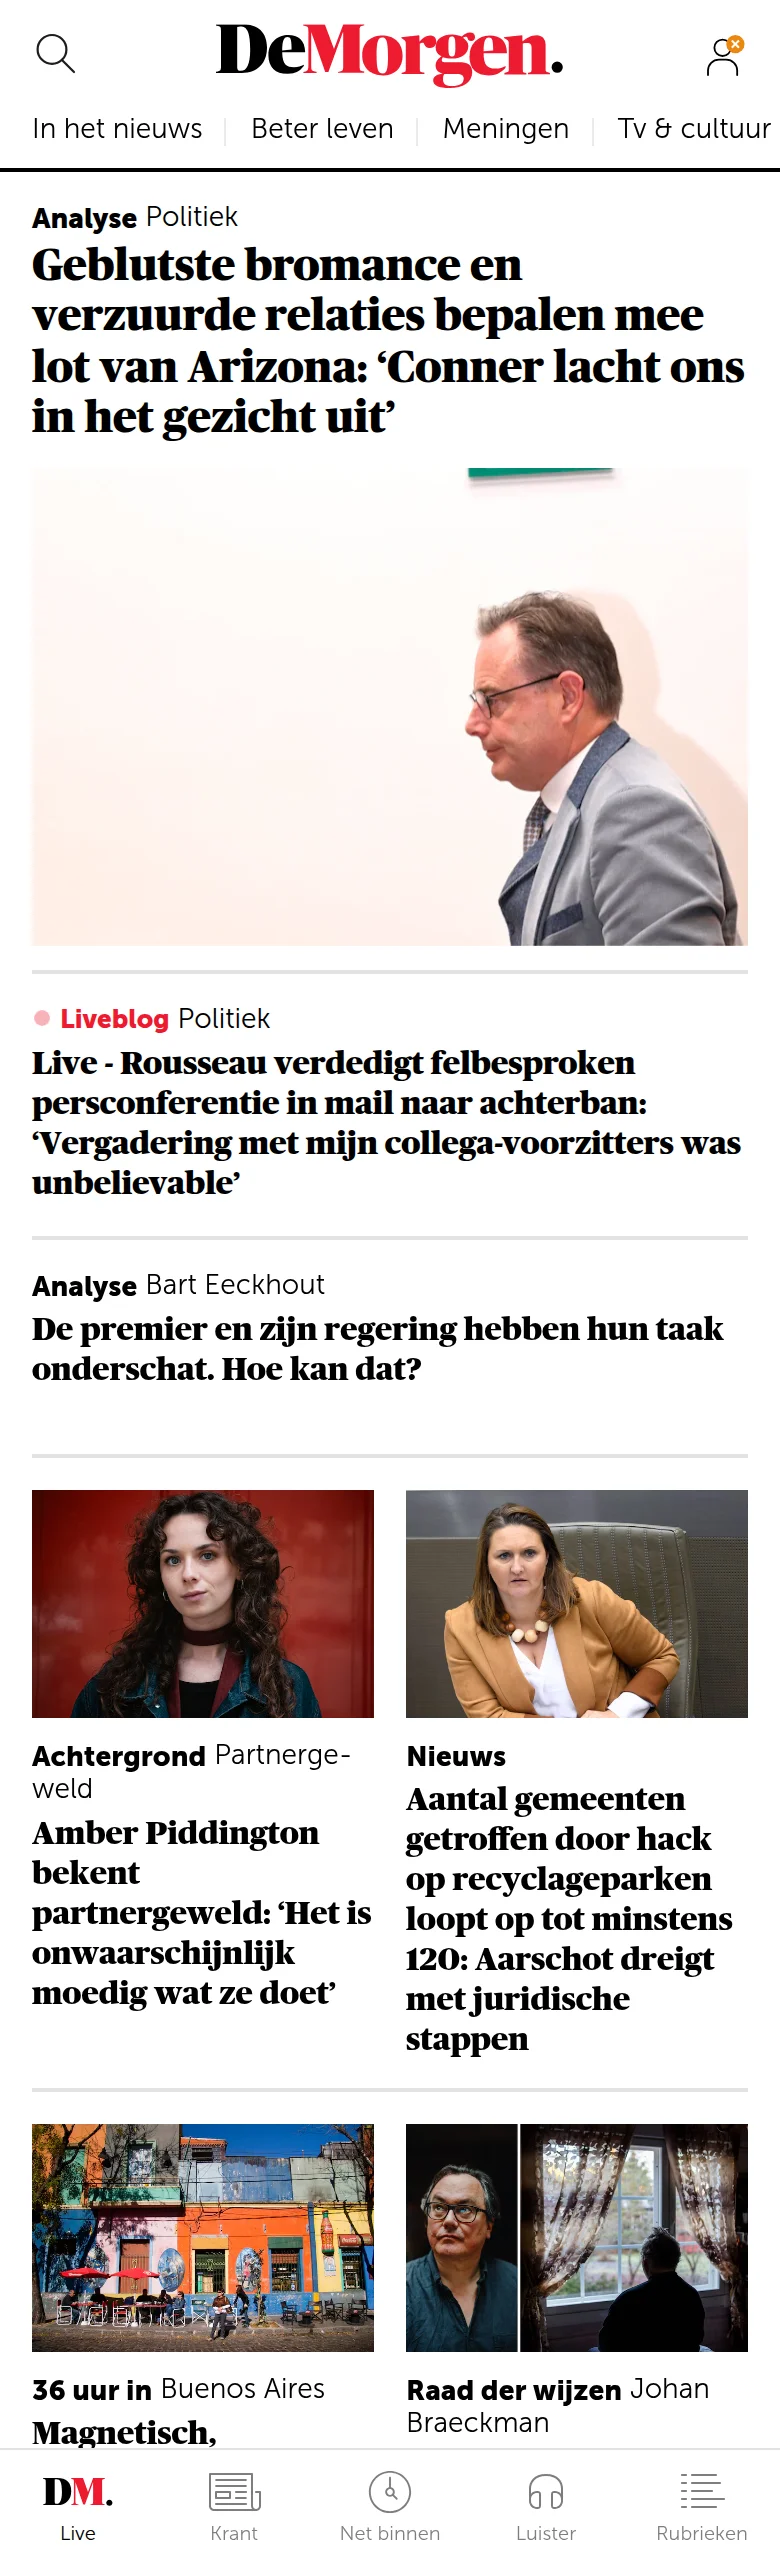 DeMorgen.
In het nieuws
Beter leven
Meningen
Tv & cultuur
Analyse Politiek
Geblutste bromance en
verzuurde relaties bepalen mee
lot van Arizona: ‘Conner lacht ons
in het gezicht uit’
Liveblog Politiek
Live - Rousseau verdedigt felbesproken
persconferentie in mail naar achterban:
‘Vergadering met mijn collega-voorzitters was
unbelievable’
Analyse Bart Eeckhout
De premier en zijn regering hebben hun taak
onderschat. Hoe kan dat?
Achtergrond Partnerge-
weld
Amber Piddington
bekent
partnergeweld: ‘Het is
onwaarschijnlijk
moedig wat ze doet’
Nieuws
Aantal gemeenten
getroffen door hack
op recyclageparken
loopt op tot minstens
120: Aarschot dreigt
met juridische
stappen
36 uur in Buenos Aires
Magnetisch,
Raad der wijzen Johan
Braeckman
DM.
Live
Krant
Net binnen
Luister
Rubrieken